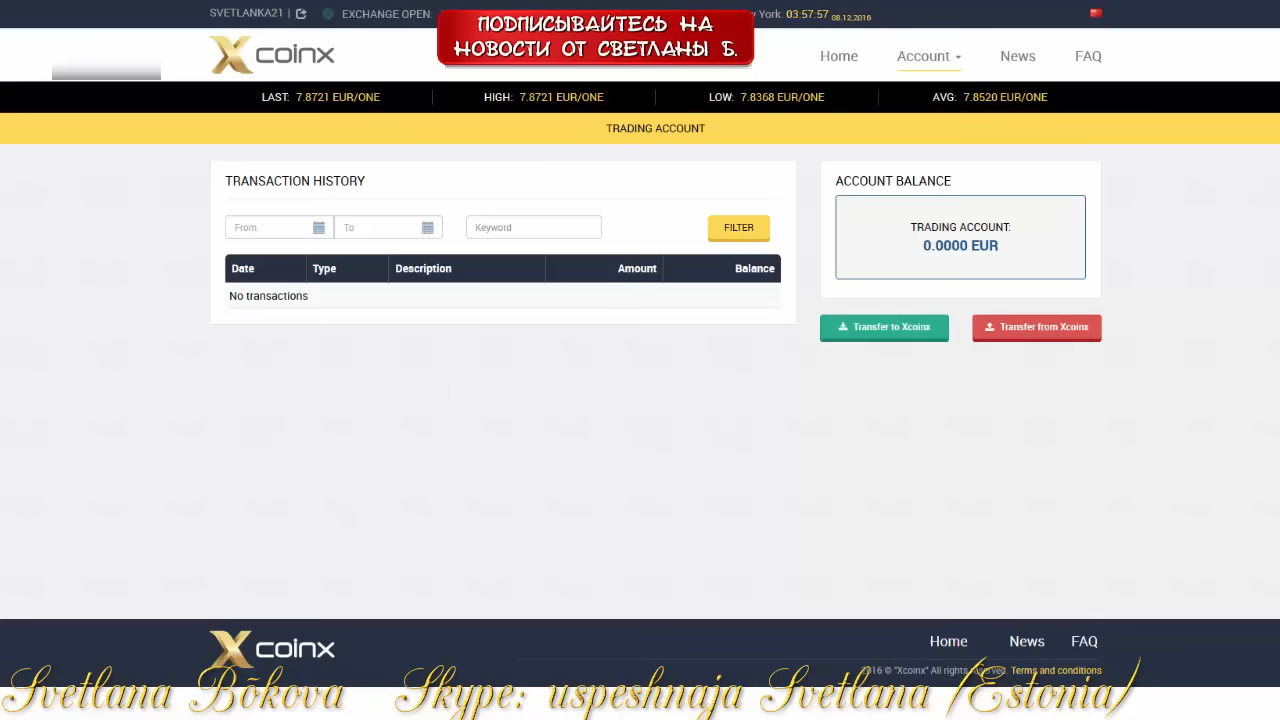 SVETLANKA21 |
EXCHANGE OPEN:
ПОДПИСЫВАЙТЕСЬ НА
НОВОСТИ ОТ СВЕТЛАНЫ Б.
York: 03:57:57 08.12.2016
Xcoinx
Home
Account
News
FAQ
LAST: 7.8721 EUR/ONE
HIGH: 7.8721 EUR/ONE
LOW: 7.8368 EUR/ONE
AVG: 7.8520 EUR/ONE
TRADING ACCOUNT
TRANSACTION HISTORY
From
To
Keyword
FILTER
Date Type Description Amount Balance
No transactions
ACCOUNT BALANCE
TRADING ACCOUNT:
0.0000 EUR
Transfer to Xcoinx
Transfer from Xcoinx
Xcoinx
Home
News
FAQ
2016 © "Xcoinx" All rights reserved. Terms and conditions
Svetlana Bõkova Skype: uspeshnaja Svetlana (Estonia)